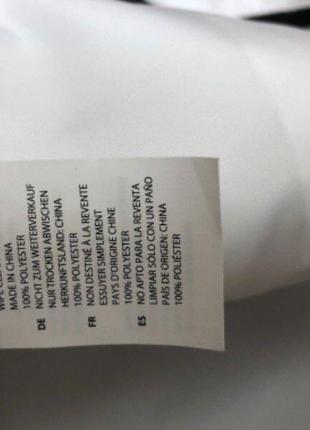 WIPE CLEAN
MADE IN CHINA
100% POLYESTER
DE NICHT ZUM WEITERVERKAUF
NUR TROCKEN ABWISCHEN
HERKUNFTSLAND: CHINA
100% POLYESTER
FR NON DESTINÉ À LA REVENTE
ESSUYER SIMPLEMENT
PAYS D'ORIGINE CHINE
100% POLYESTER
ES NO APTO PARA LA REVENTA
LIMPIAR SÓLO CON UN PAÑO
PAÍS DE ORIGEN: CHINA
100% POLIÉSTER